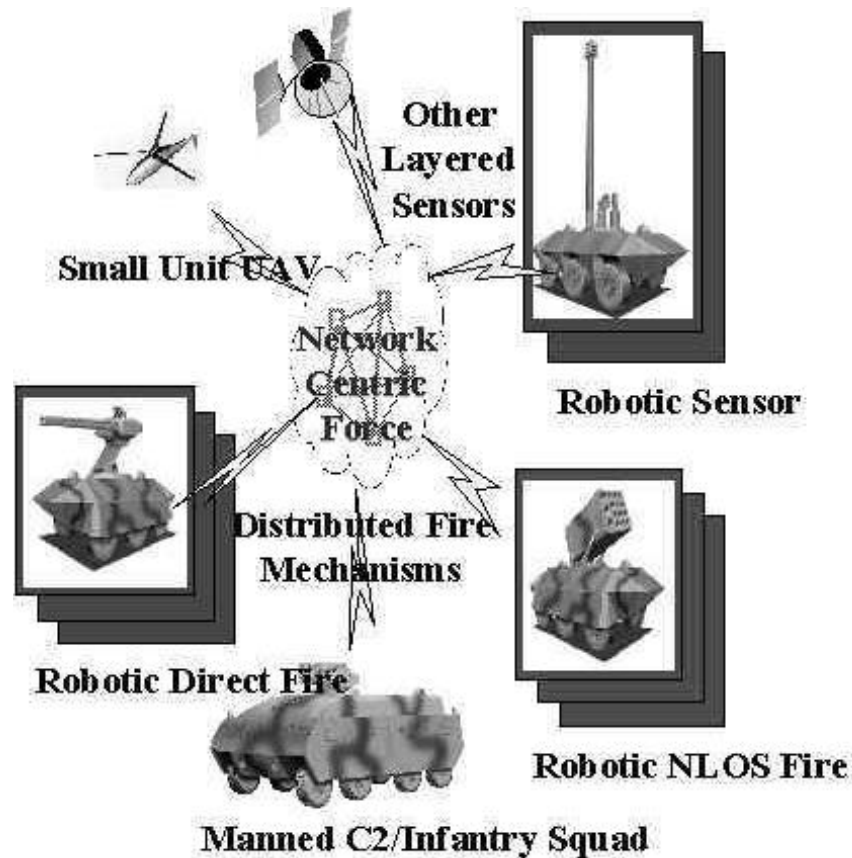 Other
Layered
Sensors
Small Unit UAV
Network
Centric
Force
Robotic Sensor
Distributed Fire
Mechanisms
Robotic Direct Fire
Robotic NLOS Fire
Manned C2/Infantry Squad